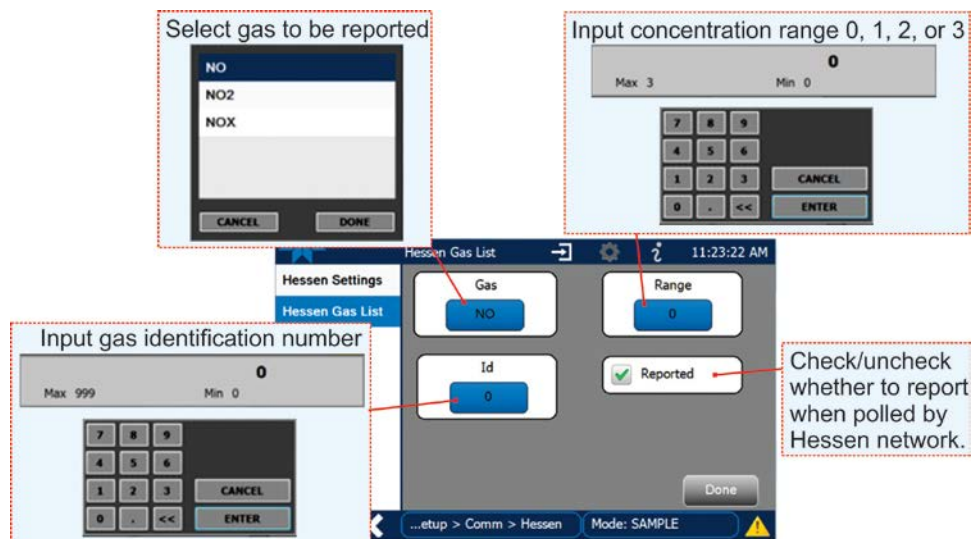 Select gas to be reported
NO
NO2
NOX
CANCEL DONE
Input concentration range 0, 1, 2, or 3
0
Max 3 Min 0
7 8 9
4 5 6
1 2 3 CANCEL
0 . << ENTER
Hessen Gas List 11:23:22 AM
Hessen Settings
Hessen Gas List
Gas
NO
Range
0
Id
0
Reported
Done
...etup > Comm > Hessen Mode: SAMPLE
Input gas identification number
0
Max 999 Min 0
7 8 9
4 5 6
1 2 3 CANCEL
0 . << ENTER
Check/uncheck
whether to report
when polled by
Hessen network.